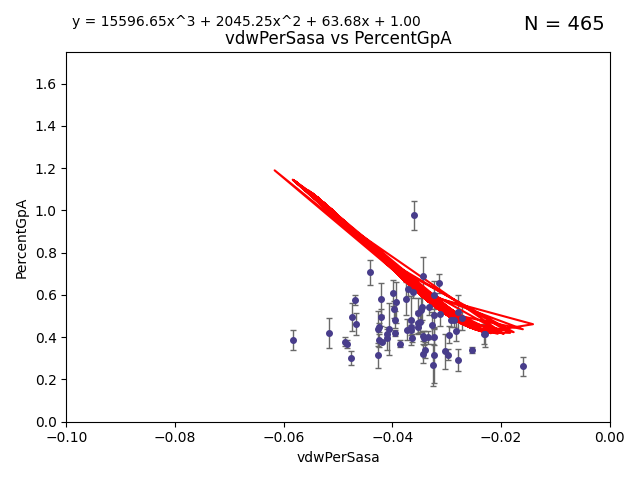 y = 15596.65x^3 + 2045.25x^2 + 63.68x + 1.00
N = 465
vdwPerSasa vs PercentGpA
PercentGpA
1.6
1.4
1.2
1.0
0.8
0.6
0.4
0.2
0.0
−0.10 −0.08 −0.06 −0.04 −0.02 0.00
vdwPerSasa